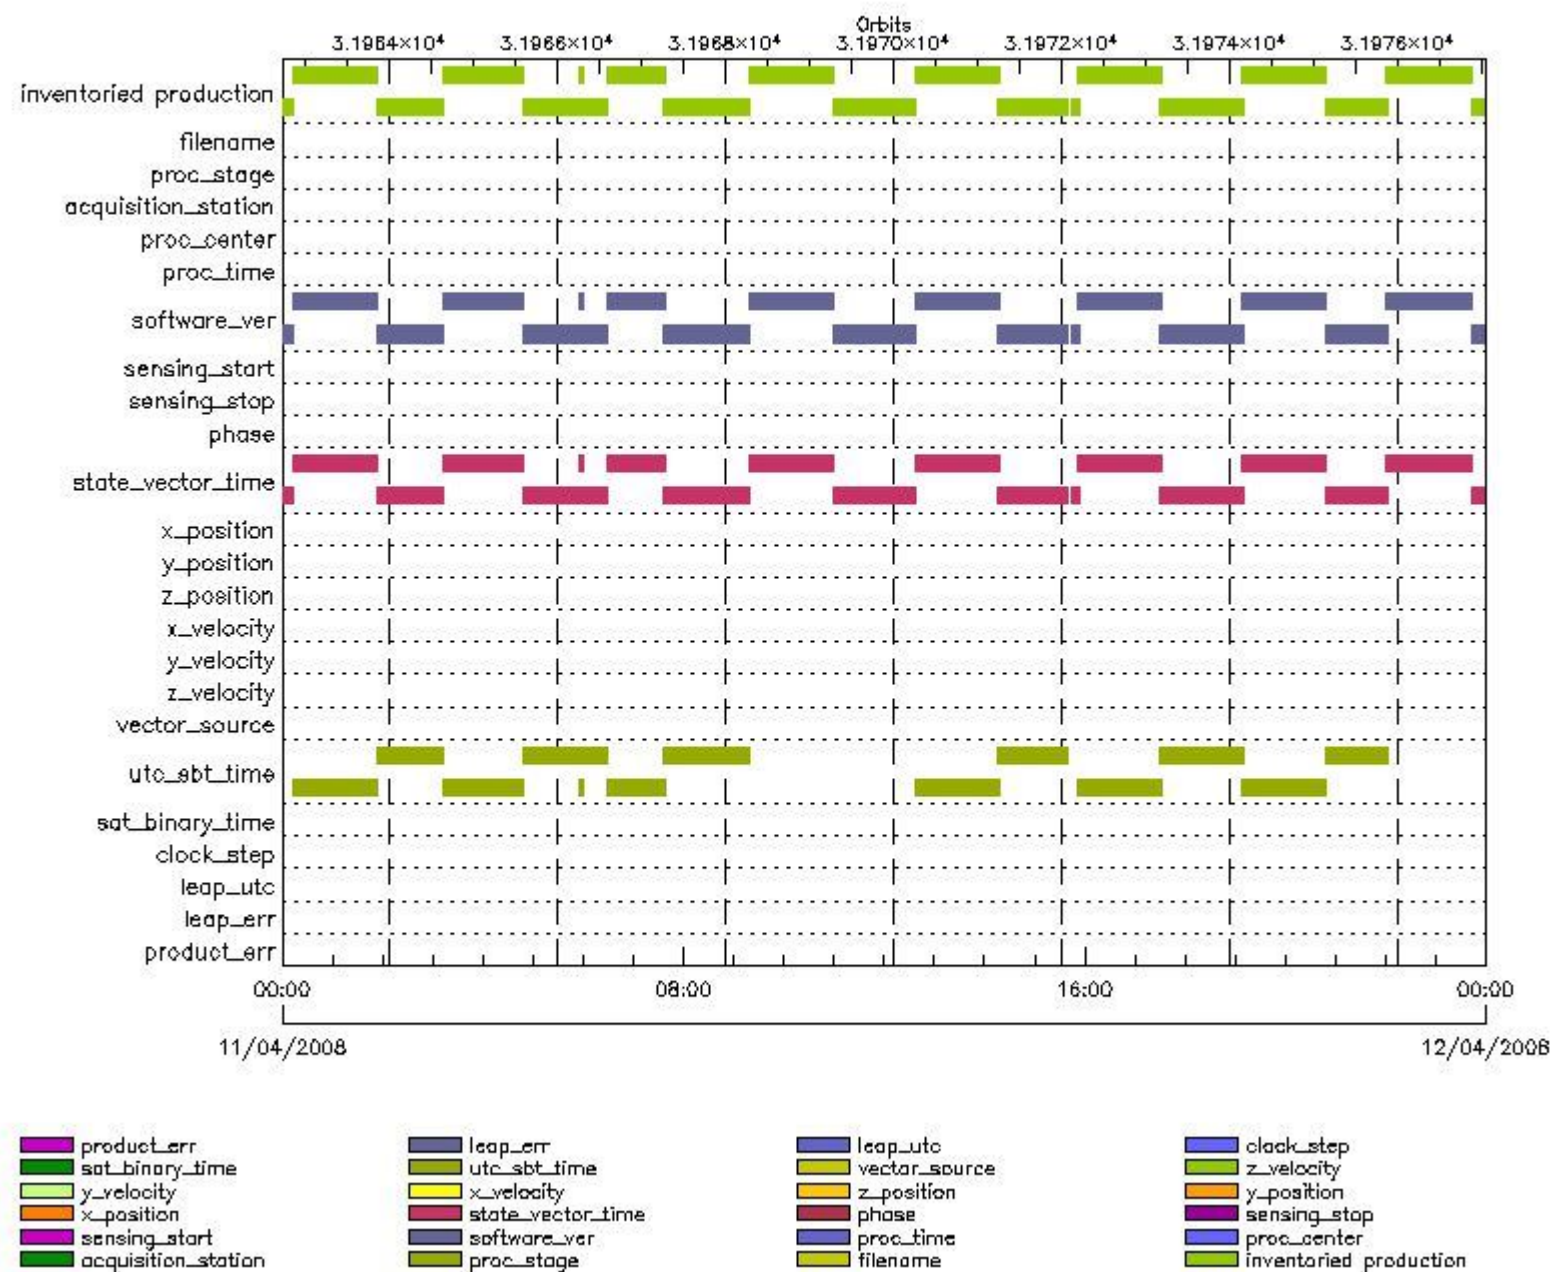 Orbits
3.1964×10⁴ 3.1966×10⁴ 3.1968×10⁴ 3.1970×10⁴ 3.1972×10⁴ 3.1974×10⁴ 3.1976×10⁴
inventoried production
filename
proc_stage
acquisition_station
proc_center
proc_time
software_ver
sensing_start
sensing_stop
phase
state_vector_time
x_position
y_position
z_position
x_velocity
y_velocity
z_velocity
vector_source
utc_sbt_time
sat_binary_time
clock_step
leap_utc
leap_err
product_err
00:00 08:00 16:00 00:00
11/04/2008 12/04/2008
product_err leap_err leap_utc clock_step
sat_binary_time utc_sbt_time vector_source z_velocity
y_velocity x_velocity z_position y_position
x_position state_vector_time phase sensing_stop
sensing_start software_ver proc_time proc_center
acquisition_station proc_stage filename inventoried production